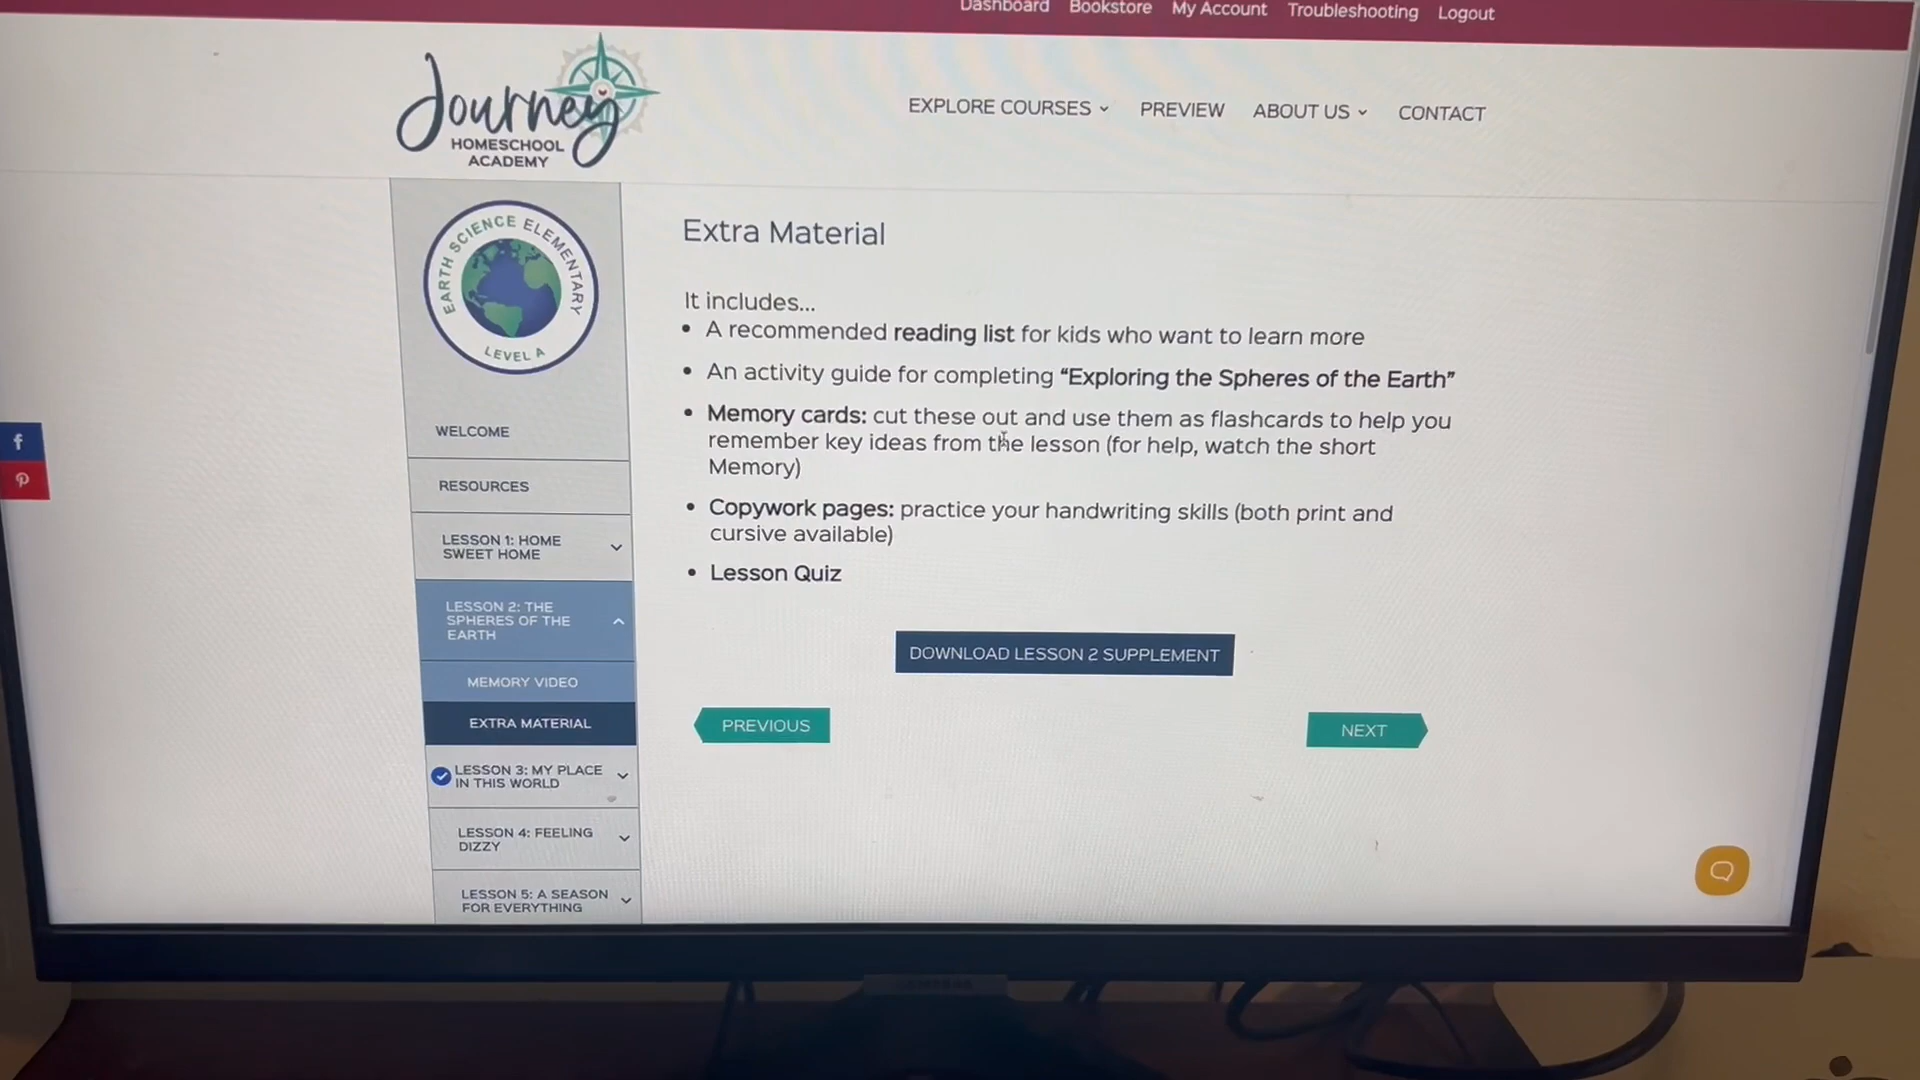 Dashboard Bookstore My Account Troubleshooting Logout
Journey
HOMESCHOOL
ACADEMY
EXPLORE COURSES PREVIEW ABOUT US CONTACT
EARTH SCIENCE ELEMENTARY
LEVEL A
WELCOME
RESOURCES
LESSON 1: HOME
SWEET HOME
LESSON 2: THE
SPHERES OF THE
EARTH
MEMORY VIDEO
EXTRA MATERIAL
LESSON 3: MY PLACE
IN THIS WORLD
LESSON 4: FEELING
DIZZY
LESSON 5: A SEASON
FOR EVERYTHING
Extra Material
It includes...
• A recommended reading list for kids who want to learn more
• An activity guide for completing “Exploring the Spheres of the Earth”
• Memory cards: cut these out and use them as flashcards to help you
remember key ideas from the lesson (for help, watch the short
Memory)
• Copywork pages: practice your handwriting skills (both print and
cursive available)
• Lesson Quiz
DOWNLOAD LESSON 2 SUPPLEMENT
PREVIOUS
NEXT